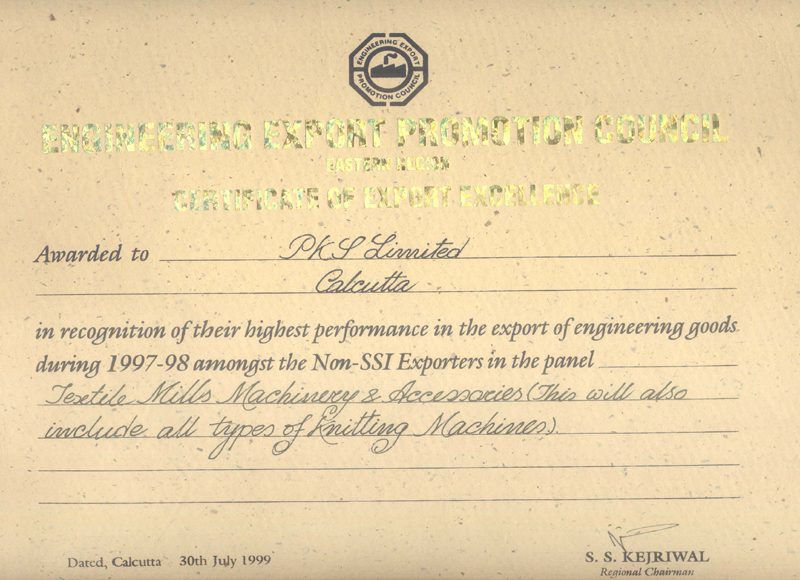 ENGINEERING EXPORT
PROMOTION COUNCIL
ENGINEERING EXPORT PROMOTION COUNCIL
EASTERN REGION
CERTIFICATE OF EXPORT EXCELLENCE
Awarded to PKS Limited
Calcutta
in recognition of their highest performance in the export of engineering goods
during 1997-98 amongst the Non-SSI Exporters in the panel
Textile Mills Machinery & Accessories (This will also
include all types of Knitting Machines).
Dated, Calcutta 30th July 1999
S. S. KEJRIWAL
Regional Chairman